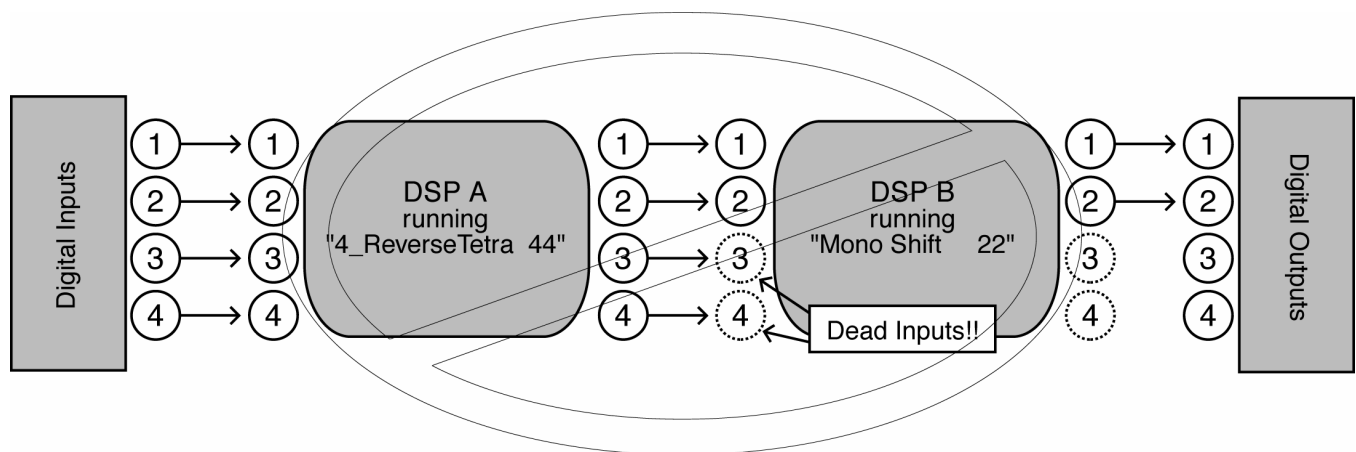 Digital Inputs
1 1
2 2
3 3
4 4
DSP A
running
"4_ReverseTetra 44"
1 1
2 2
3 3
4 4
DSP B
running
"Mono Shift 22"
Dead Inputs!!
1 1
2 2
3 3
4 4
Digital Outputs